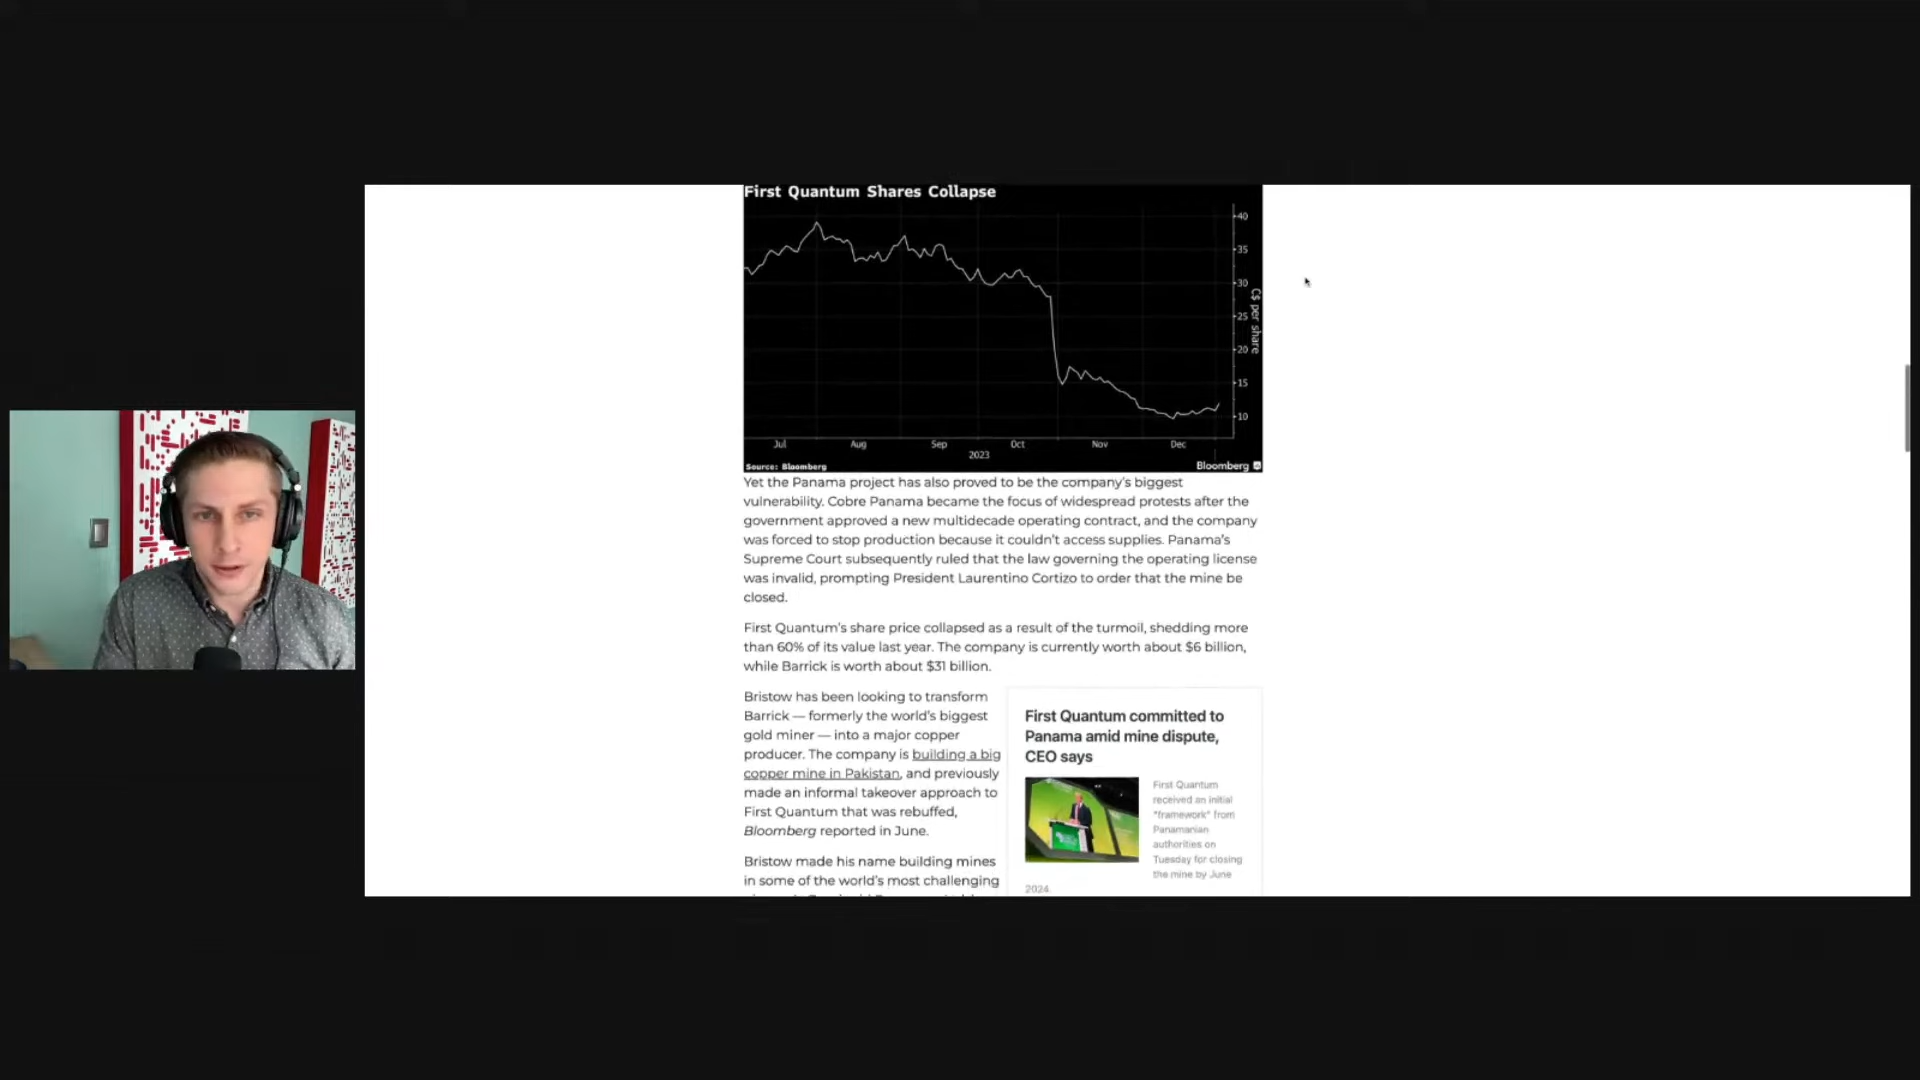 First Quantum Shares Collapse
40
35
30
25
20
15
10
C$ per share
Jul Aug Sep Oct Nov Dec
2023
Source: Bloomberg
Bloomberg
Yet the Panama project has also proved to be the company's biggest
vulnerability. Cobre Panama became the focus of widespread protests after the
government approved a new multidecade operating contract, and the company
was forced to stop production because it couldn't access supplies. Panama's
Supreme Court subsequently ruled that the law governing the operating license
was invalid, prompting President Laurentino Cortizo to order that the mine be
closed.
First Quantum's share price collapsed as a result of the turmoil, shedding more
than 60% of its value last year. The company is currently worth about $6 billion,
while Barrick is worth about $31 billion.
Bristow has been looking to transform
Barrick — formerly the world's biggest
gold miner — into a major copper
producer. The company is building a big
copper mine in Pakistan, and previously
made an informal takeover approach to
First Quantum that was rebuffed,
Bloomberg reported in June.
Bristow made his name building mines
in some of the world's most challenging
First Quantum committed to
Panama amid mine dispute,
CEO says
First Quantum
received an initial
"framework" from
Panamanian
authorities on
Tuesday for closing
the mine by June
2024.